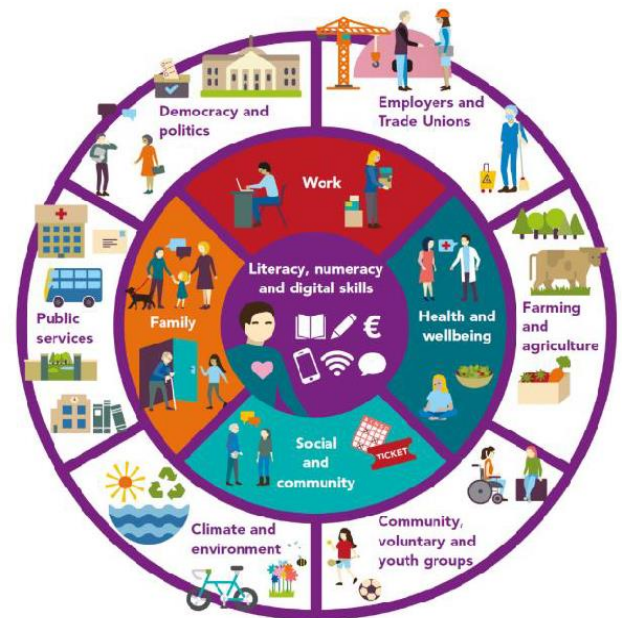 Democracy and
politics
Employers and
Trade Unions
Work
Literacy, numeracy
and digital skills
€
Family
Health and
wellbeing
Public
services
Farming
and
agriculture
Social
and
community
TICKET
Climate and
environment
Community,
voluntary and
youth groups